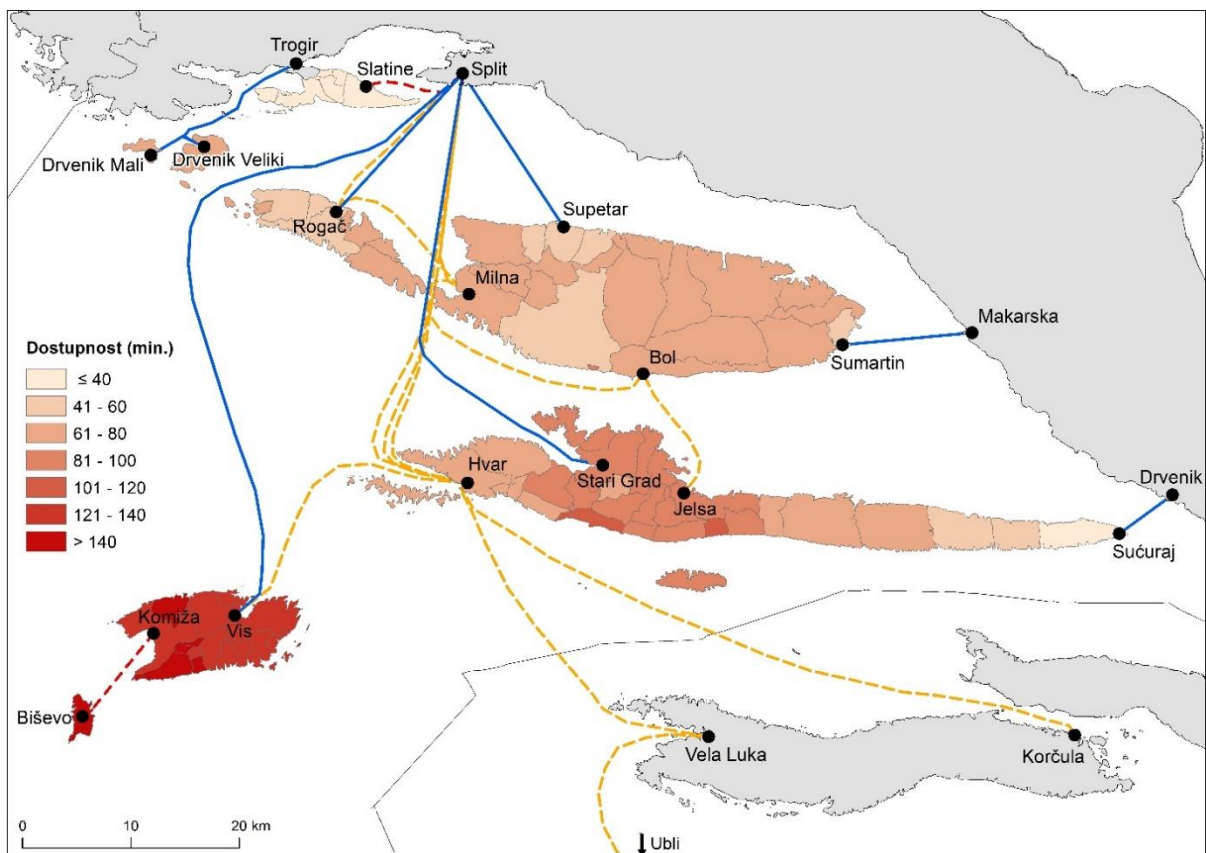 Trogir
Slatine
Split
Drvenik Mali
Drvenik Veliki
Rogač
Supetar
Milna
Makarska
Dostupnost (min.)
≤ 40
41 - 60
61 - 80
81 - 100
101 - 120
121 - 140
> 140
Bol
Sumartin
Hvar
Stari Grad
Drvenik
Jelsa
Sućuraj
Komiža
Vis
Biševo
Vela Luka
Korčula
0 10 20 km
Ubli